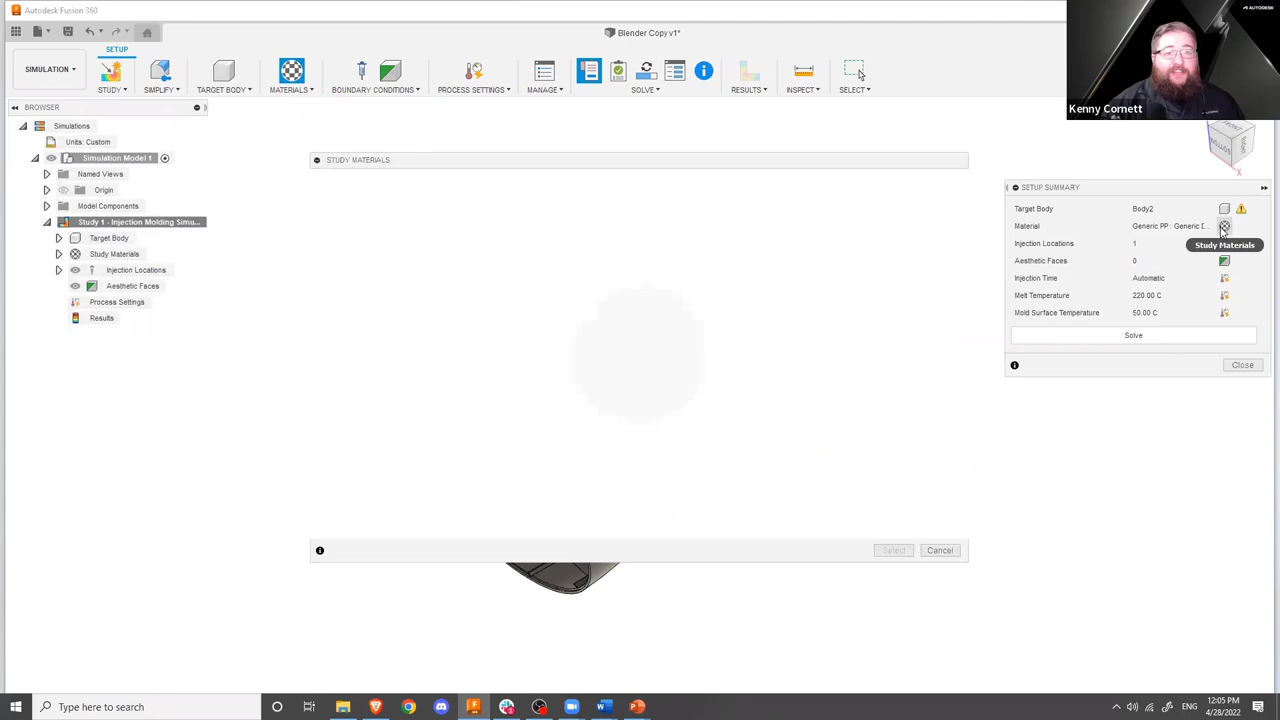 Autodesk Fusion 360
AUTODESK
Blender Copy v1*
SETUP
SIMULATION
STUDY
SIMPLIFY
TARGET BODY
MATERIALS
BOUNDARY CONDITIONS
PROCESS SETTINGS
MANAGE
SOLVE
RESULTS
INSPECT
SELECT
Kenny Cornett
BROWSER
Simulations
Units: Custom
Simulation Model 1
Named Views
Origin
Model Components
Study 1 - Injection Molding Simu...
Target Body
Study Materials
Injection Locations
Aesthetic Faces
Process Settings
Results
STUDY MATERIALS
Select
Cancel
FRONT
BOTTOM
X
SETUP SUMMARY
Target Body Body2
Material Generic PP : Generic D...
Injection Locations 1
Study Materials
Aesthetic Faces 0
Injection Time Automatic
Melt Temperature 220.00 C
Mold Surface Temperature 50.00 C
Solve
Close
Type here to search
ENG
12:05 PM
4/28/2022